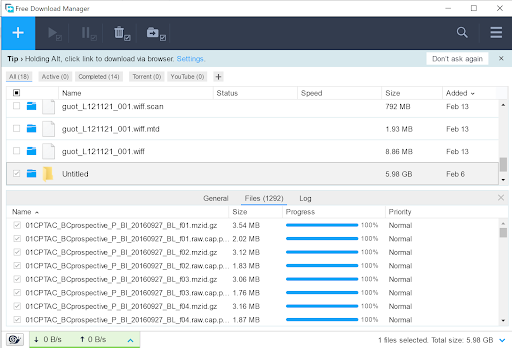 Free Download Manager
Tip › Holding Alt, click link to download via browser. Settings. Don't ask again
All (18) Active (0) Completed (14) Torrent (0) YouTube (0)
Name Status Speed Size Added
guot_L121121_001.wiff.scan 792 MB Feb 13
guot_L121121_001.wiff.mtd 1.93 MB Feb 13
guot_L121121_001.wiff 8.86 MB Feb 13
Untitled 5.98 GB Feb 6
General Files (1292) Log
Name Size Progress Priority
01CPTAC_BCprospective_P_BI_20160927_BL_f01.mzid.gz 3.54 MB 100% Normal
01CPTAC_BCprospective_P_BI_20160927_BL_f01.raw.cap.p... 2.02 MB 100% Normal
01CPTAC_BCprospective_P_BI_20160927_BL_f02.mzid.gz 3.12 MB 100% Normal
01CPTAC_BCprospective_P_BI_20160927_BL_f02.raw.cap.p... 1.83 MB 100% Normal
01CPTAC_BCprospective_P_BI_20160927_BL_f03.mzid.gz 3.06 MB 100% Normal
01CPTAC_BCprospective_P_BI_20160927_BL_f03.raw.cap.p... 1.76 MB 100% Normal
01CPTAC_BCprospective_P_BI_20160927_BL_f04.mzid.gz 3.16 MB 100% Normal
01CPTAC_BCprospective_P_BI_20160927_BL_f04.raw.cap.p... 1.87 MB 100% Normal
↓ 0 B/s ↑ 0 B/s 1 files selected. Total size: 5.98 GB